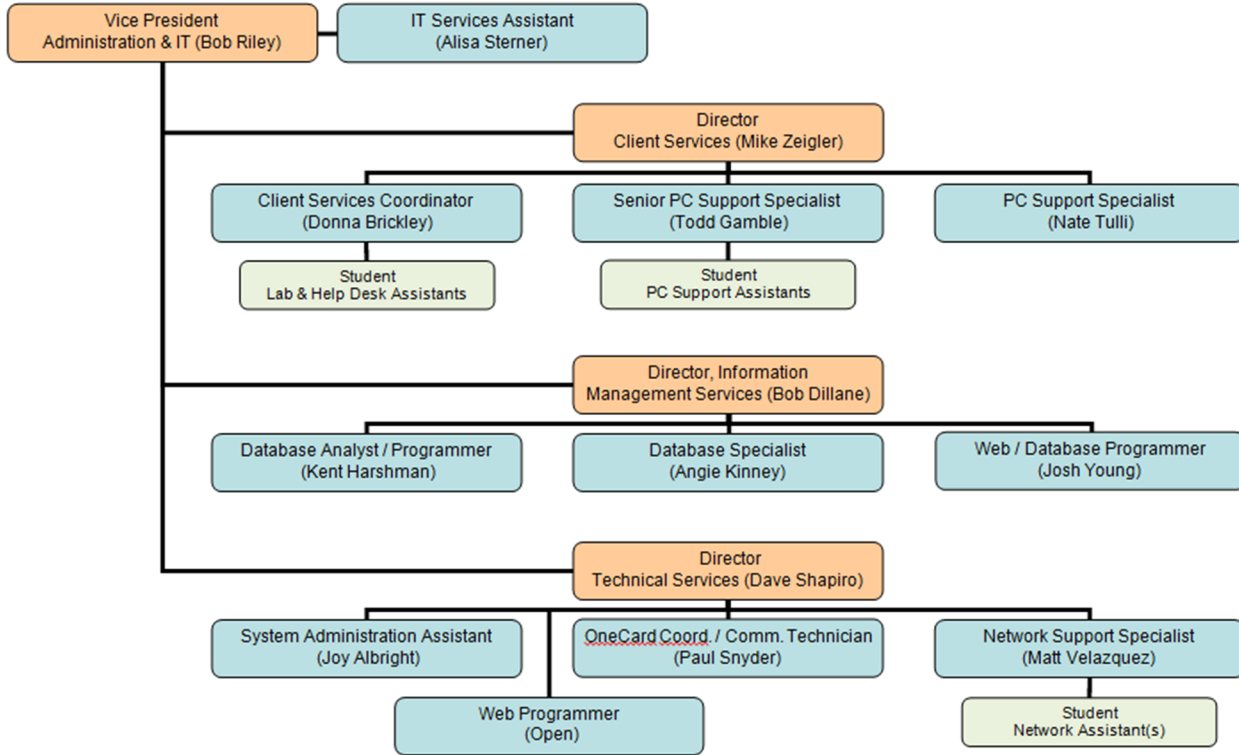 Vice President
Administration & IT (Bob Riley)
IT Services Assistant
(Alisa Sterner)
Director
Client Services (Mike Zeigler)
Client Services Coordinator
(Donna Brickley)
Senior PC Support Specialist
(Todd Gamble)
PC Support Specialist
(Nate Tulli)
Student
Lab & Help Desk Assistants
Student
PC Support Assistants
Director, Information
Management Services (Bob Dillane)
Database Analyst / Programmer
(Kent Harshman)
Database Specialist
(Angie Kinney)
Web / Database Programmer
(Josh Young)
Director
Technical Services (Dave Shapiro)
System Administration Assistant
(Joy Albright)
OneCard Coord. / Comm. Technician
(Paul Snyder)
Network Support Specialist
(Matt Velazquez)
Web Programmer
(Open)
Student
Network Assistant(s)